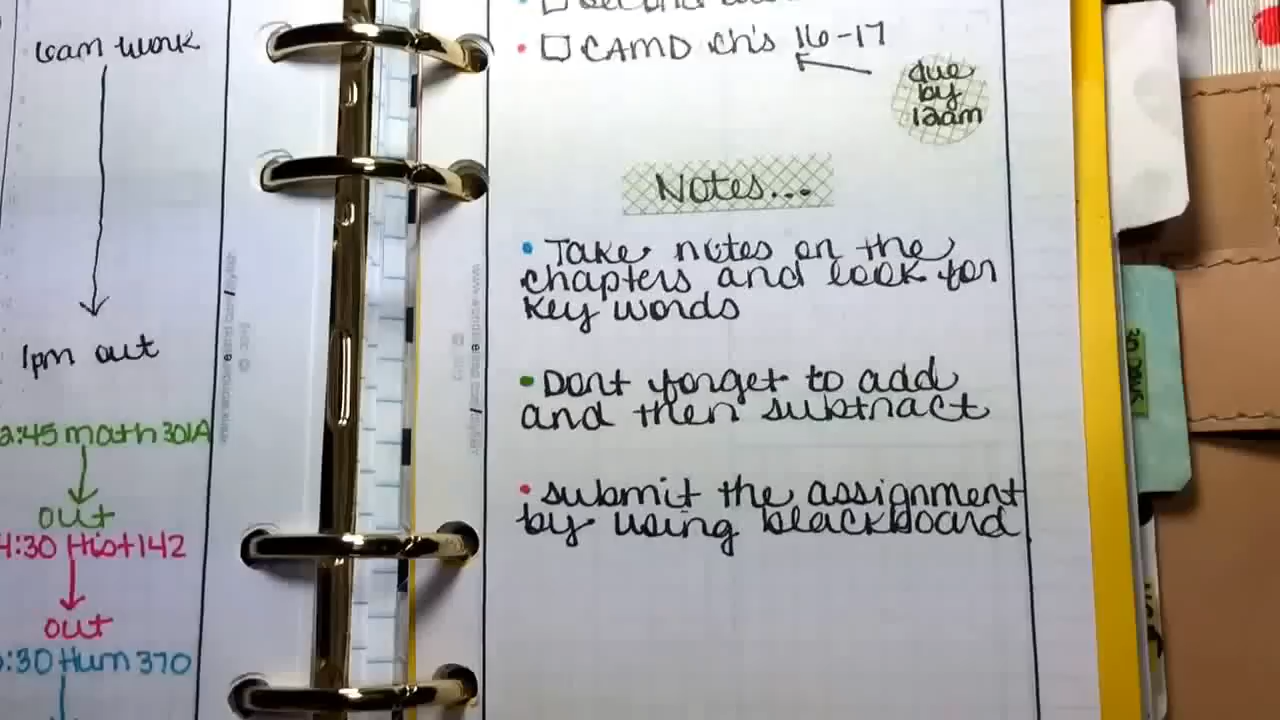 6am work
1pm out
2:45 math 301A
out
4:30 Hist 142
out
:30 Hum 370
□ CAMD ch's 16-17
due
by
12am
Notes...
• Take notes on the
chapters and look for
key words
• Dont forget to add
and then subtract
• submit the assignment
by using blackboard